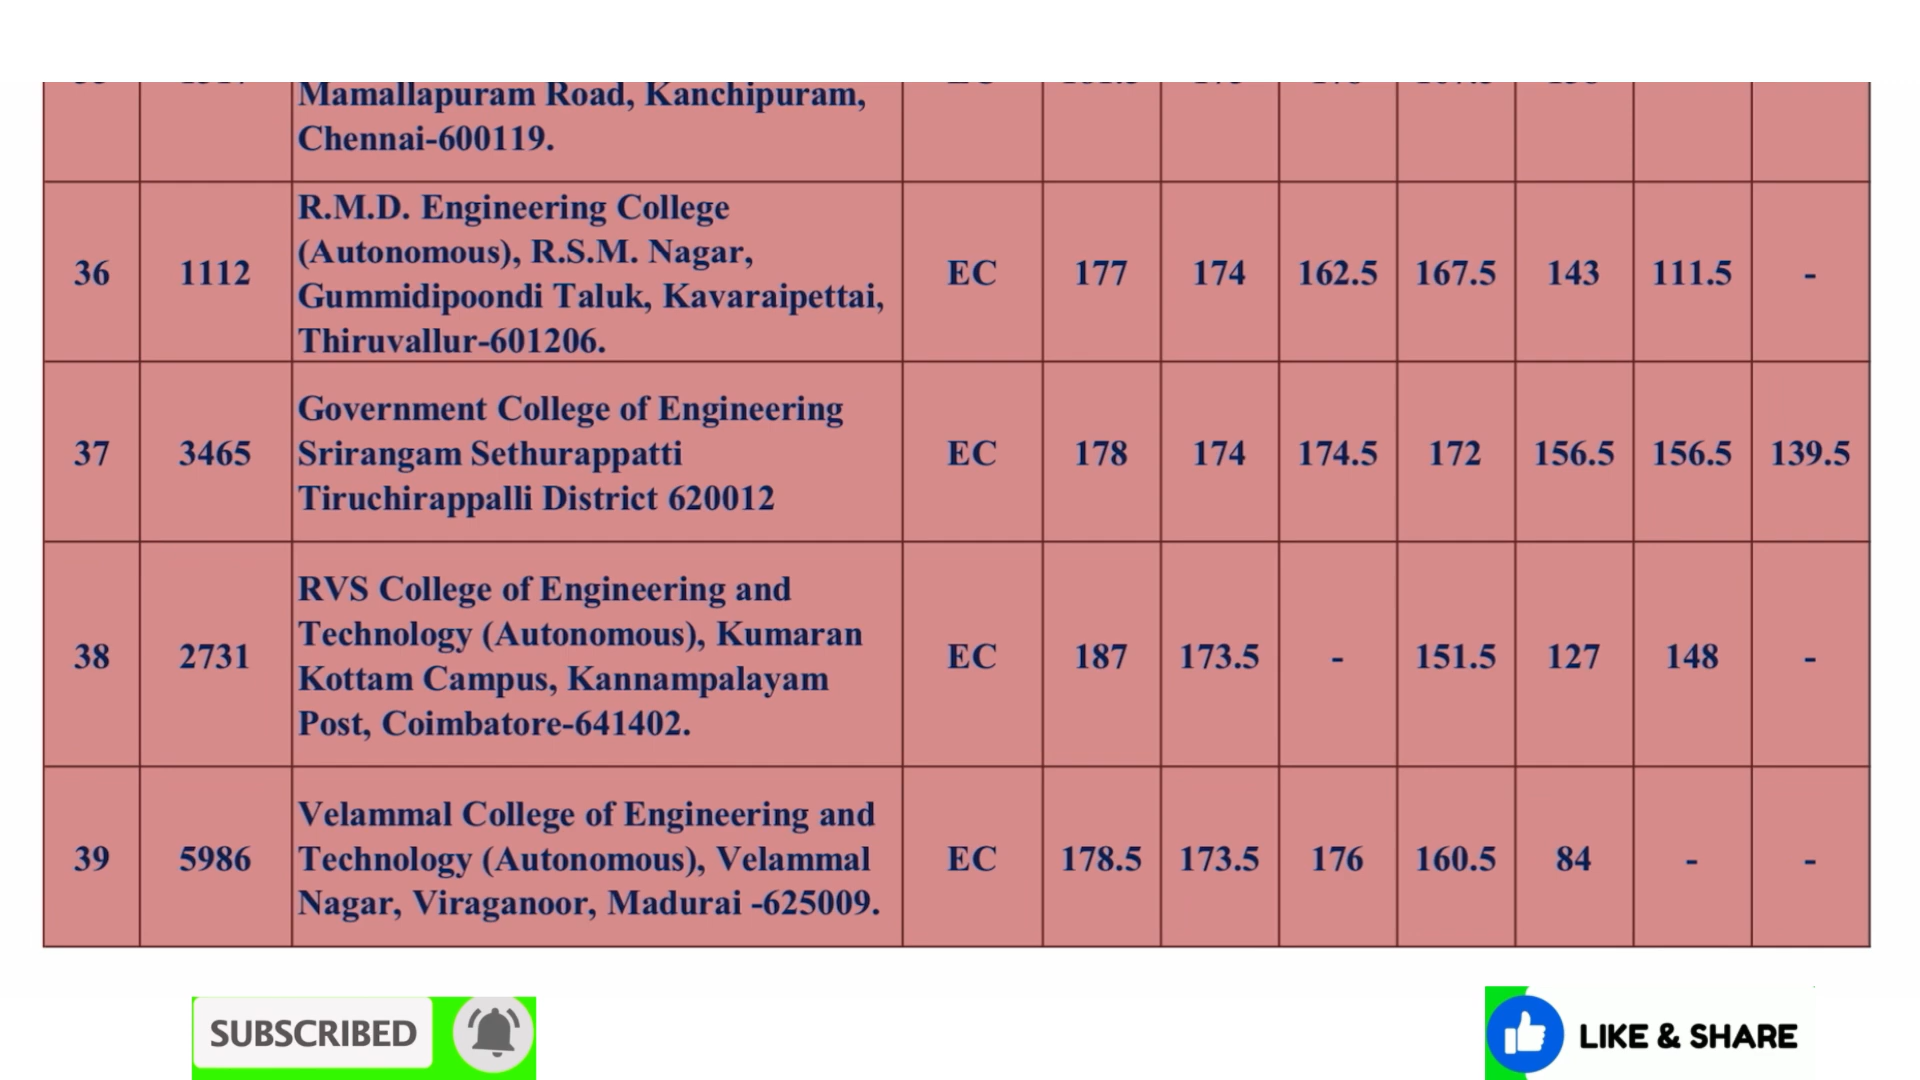 Mamallapuram Road, Kanchipuram,
Chennai-600119.
36 1112 R.M.D. Engineering College
(Autonomous), R.S.M. Nagar,
Gummidipoondi Taluk, Kavaraipettai,
Thiruvallur-601206. EC 177 174 162.5 167.5 143 111.5 -
37 3465 Government College of Engineering
Srirangam Sethurappatti
Tiruchirappalli District 620012 EC 178 174 174.5 172 156.5 156.5 139.5
38 2731 RVS College of Engineering and
Technology (Autonomous), Kumaran
Kottam Campus, Kannampalayam
Post, Coimbatore-641402. EC 187 173.5 - 151.5 127 148 -
39 5986 Velammal College of Engineering and
Technology (Autonomous), Velammal
Nagar, Viraganoor, Madurai -625009. EC 178.5 173.5 176 160.5 84 - -
SUBSCRIBED
LIKE & SHARE